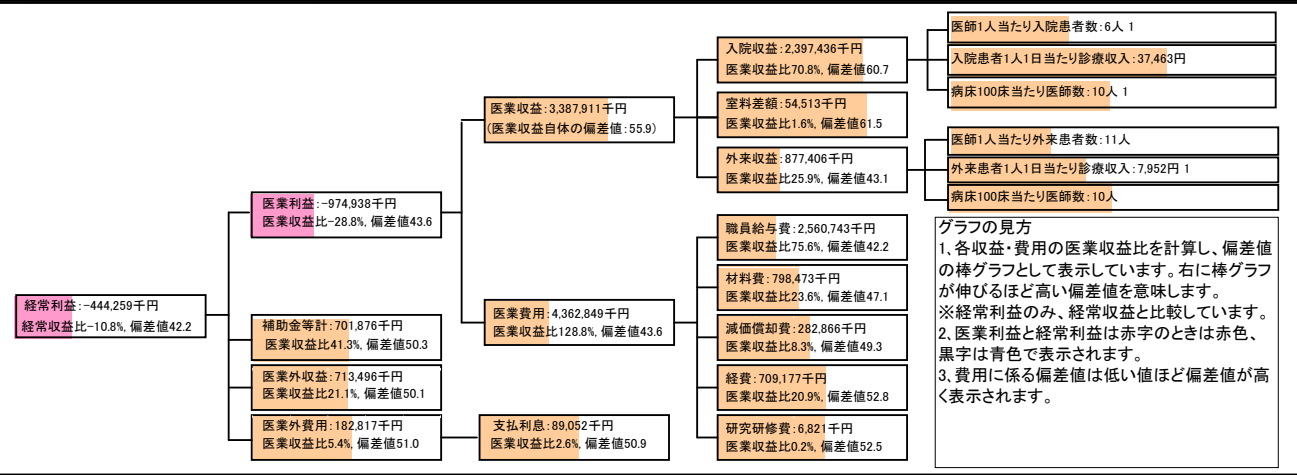 経常利益:-444,259千円
経常収益比-10.8%, 偏差値42.2
医業利益:-974,938千円
医業収益比-28.8%, 偏差値43.6
補助金等計:701,876千円
医業収益比41.3%, 偏差値50.3
医業外収益:713,496千円
医業収益比21.1%, 偏差値50.1
医業外費用:182,817千円
医業収益比5.4%, 偏差値51.0
医業収益:3,387,911千円
(医業収益自体の偏差値:55.9)
医業費用:4,362,849千円
医業収益比128.8%, 偏差値43.6
支払利息:89,052千円
医業収益比2.6%, 偏差値50.9
入院収益:2,397,436千円
医業収益比70.8%, 偏差値60.7
室料差額:54,513千円
医業収益比1.6%, 偏差値61.5
外来収益:877,406千円
医業収益比25.9%, 偏差値43.1
職員給与費:2,560,743千円
医業収益比75.6%, 偏差値42.2
材料費:798,473千円
医業収益比23.6%, 偏差値47.1
減価償却費:282,866千円
医業収益比8.3%, 偏差値49.3
経費:709,177千円
医業収益比20.9%, 偏差値52.8
研究研修費:6,821千円
医業収益比0.2%, 偏差値52.5
医師1人当たり入院患者数:6人 1
入院患者1人1日当たり診療収入:37,463円
病床100床当たり医師数:10人 1
医師1人当たり外来患者数:11人
外来患者1人1日当たり診療収入:7,952円 1
病床100床当たり医師数:10人
グラフの見方
1、各収益・費用の医業収益比を計算し、偏差値
の棒グラフとして表示しています。右に棒グラフ
が伸びるほど高い偏差値を意味します。
※経常利益のみ、経常収益と比較しています。
2、医業利益と経常利益は赤字のときは赤色、
黒字は青色で表示されます。
3、費用に係る偏差値は低い値ほど偏差値が高
く表示されます。